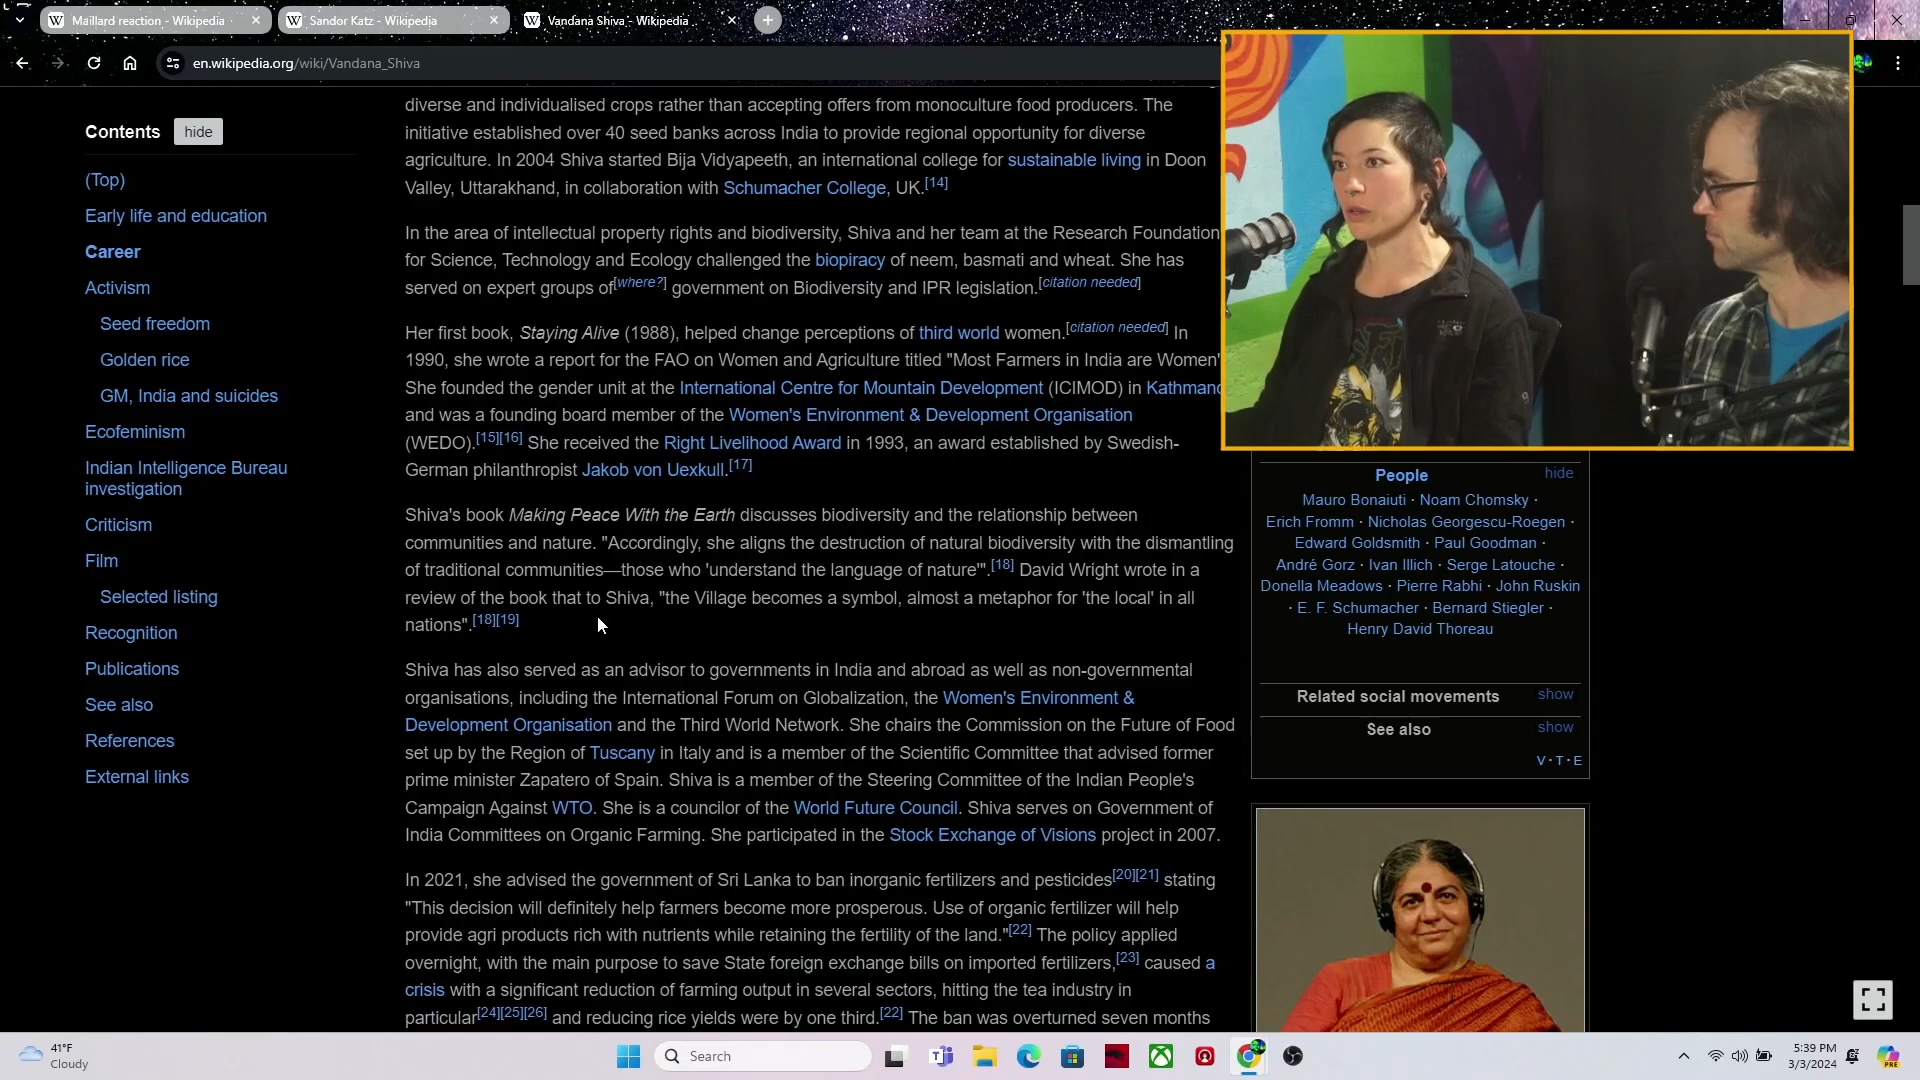 Maillard reaction - Wikipedia
Sandor Katz - Wikipedia
Vandana Shiva - Wikipedia
en.wikipedia.org/wiki/Vandana_Shiva
Contents hide
(Top)
Early life and education
Career
Activism
Seed freedom
Golden rice
GM, India and suicides
Ecofeminism
Indian Intelligence Bureau
investigation
Criticism
Film
Selected listing
Recognition
Publications
See also
References
External links
diverse and individualised crops rather than accepting offers from monoculture food producers. The
initiative established over 40 seed banks across India to provide regional opportunity for diverse
agriculture. In 2004 Shiva started Bija Vidyapeeth, an international college for sustainable living in Doon
Valley, Uttarakhand, in collaboration with Schumacher College, UK.[14]
In the area of intellectual property rights and biodiversity, Shiva and her team at the Research Foundation
for Science, Technology and Ecology challenged the biopiracy of neem, basmati and wheat. She has
served on expert groups of[where?] government on Biodiversity and IPR legislation.[citation needed]
Her first book, Staying Alive (1988), helped change perceptions of third world women.[citation needed] In
1990, she wrote a report for the FAO on Women and Agriculture titled "Most Farmers in India are Women"
She founded the gender unit at the International Centre for Mountain Development (ICIMOD) in
and was a founding board member of the Women's Environment & Development Organisation
(WEDO).[15][16] She received the Right Livelihood Award in 1993, an award established by Swedish-
German philanthropist Jakob von Uexkull.[17]
Shiva's book Making Peace With the Earth discusses biodiversity and the relationship between
communities and nature. "Accordingly, she aligns the destruction of natural biodiversity with the dismantling
of traditional communities—those who 'understand the language of nature'".[18] David Wright wrote in a
review of the book that to Shiva, "the Village becomes a symbol, almost a metaphor for 'the local' in all
nations".[18][19]
Shiva has also served as an advisor to governments in India and abroad as well as non-governmental
organisations, including the International Forum on Globalization, the Women's Environment &
Development Organisation and the Third World Network. She chairs the Commission on the Future of Food
set up by the Region of Tuscany in Italy and is a member of the Scientific Committee that advised former
prime minister Zapatero of Spain. Shiva is a member of the Steering Committee of the Indian People's
Campaign Against WTO. She is a councilor of the World Future Council. Shiva serves on Government of
India Committees on Organic Farming. She participated in the Stock Exchange of Visions project in 2007.
In 2021, she advised the government of Sri Lanka to ban inorganic fertilizers and pesticides[20][21] stating
"This decision will definitely help farmers become more prosperous. Use of organic fertilizer will help
provide agri products rich with nutrients while retaining the fertility of the land."[22] The policy applied
overnight, with the main purpose to save State foreign exchange bills on imported fertilizers,[23] caused a
crisis with a significant reduction of farming output in several sectors, hitting the tea industry in
particular[24][25][26] and reducing rice yields were by one third.[22] The ban was overturned seven months
People hide
Mauro Bonaiuti · Noam Chomsky ·
Erich Fromm · Nicholas Georgescu-Roegen ·
Edward Goldsmith · Paul Goodman ·
André Gorz · Ivan Illich · Serge Latouche ·
Donella Meadows · Pierre Rabhi · John Ruskin
· E. F. Schumacher · Bernard Stiegler ·
Henry David Thoreau
Related social movements show
See also show
V · T · E
41°F
Cloudy
Search
5:39 PM
3/3/2024
PRE